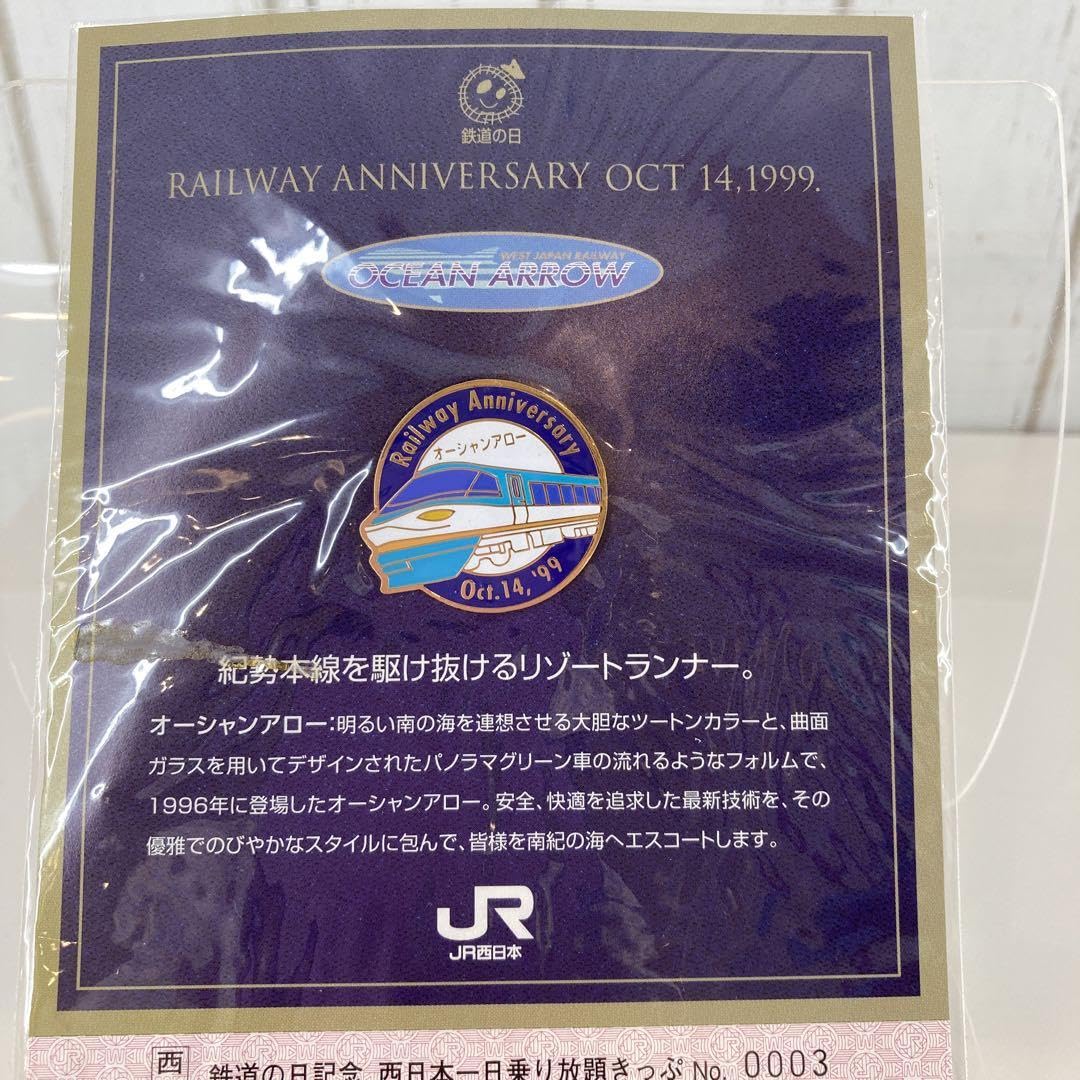 鉄道の日
RAILWAY ANNIVERSARY OCT 14,1999.
WEST JAPAN RAILWAY
OCEAN ARROW
Railway Anniversary
オーシャンアロー
Oct.14,'99
紀勢本線を駆け抜けるリゾートランナー。
オーシャンアロー:明るい南の海を連想させる大胆なツートンカラーと、曲面
ガラスを用いてデザインされたパノラマグリーン車の流れるようなフォルムで、
1996年に登場したオーシャンアロー。安全、快適を追求した最新技術を、その
優雅でのびやかなスタイルに包んで、皆様を南紀の海へエスコートします。
JR
JR西日本
西 鉄道の日記念 西日本一日乗り放題きっぷ No. 0003